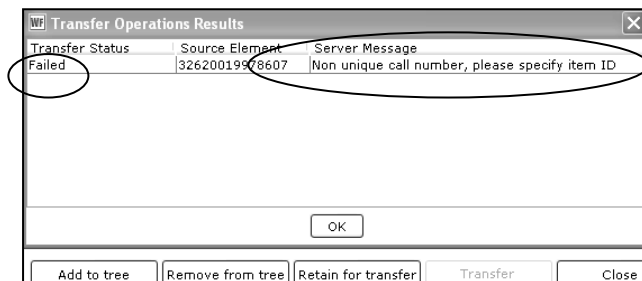 WF Transfer Operations Results
Transfer Status Source Element Server Message
Failed 32620019978607 Non unique call number, please specify item ID
OK
Add to tree Remove from tree Retain for transfer Transfer Close